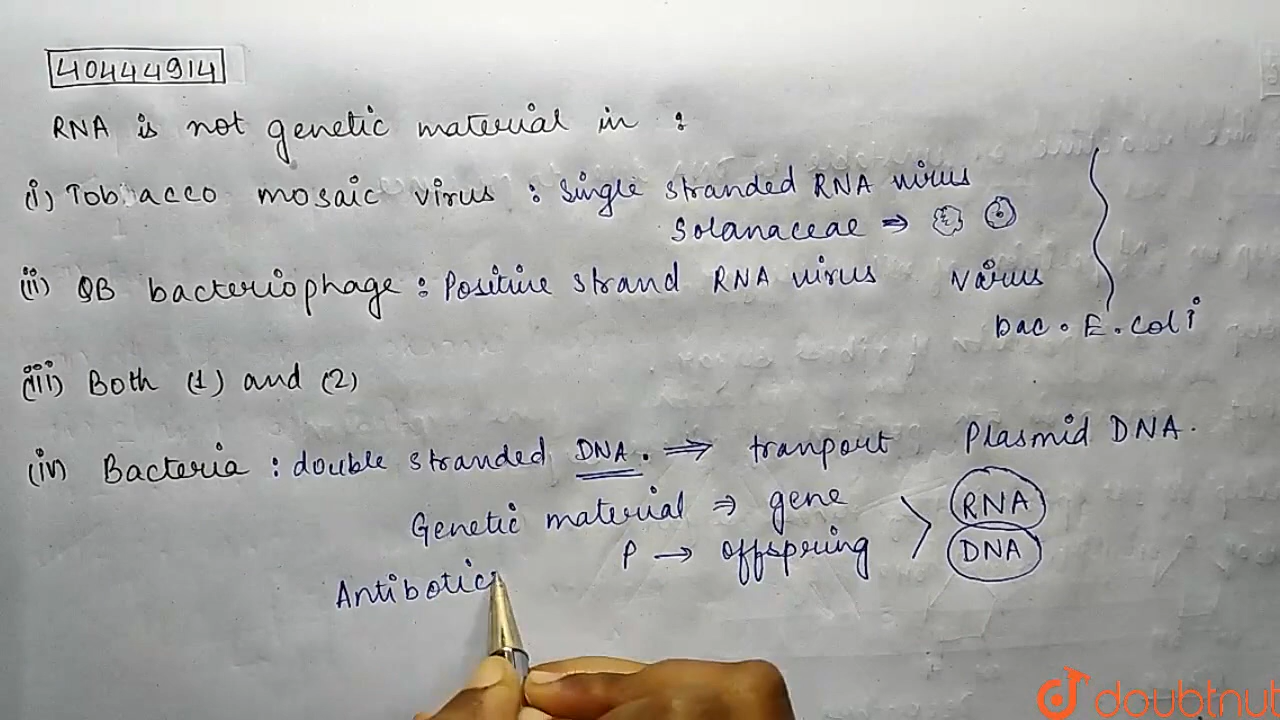 40444914
RNA is not genetic material in :
(i) Tobacco mosaic virus : Single stranded RNA virus
Solanaceae ⇒
(ii) QB bacteriophage : Positive strand RNA virus Virus
bac. E. coli
(iii) Both (1) and (2)
(iv) Bacteria : double stranded DNA. ⇒ tranport Plasmid DNA.
Genetic material ⇒ gene RNA
P → offspring DNA
Antibotics
doubtnut